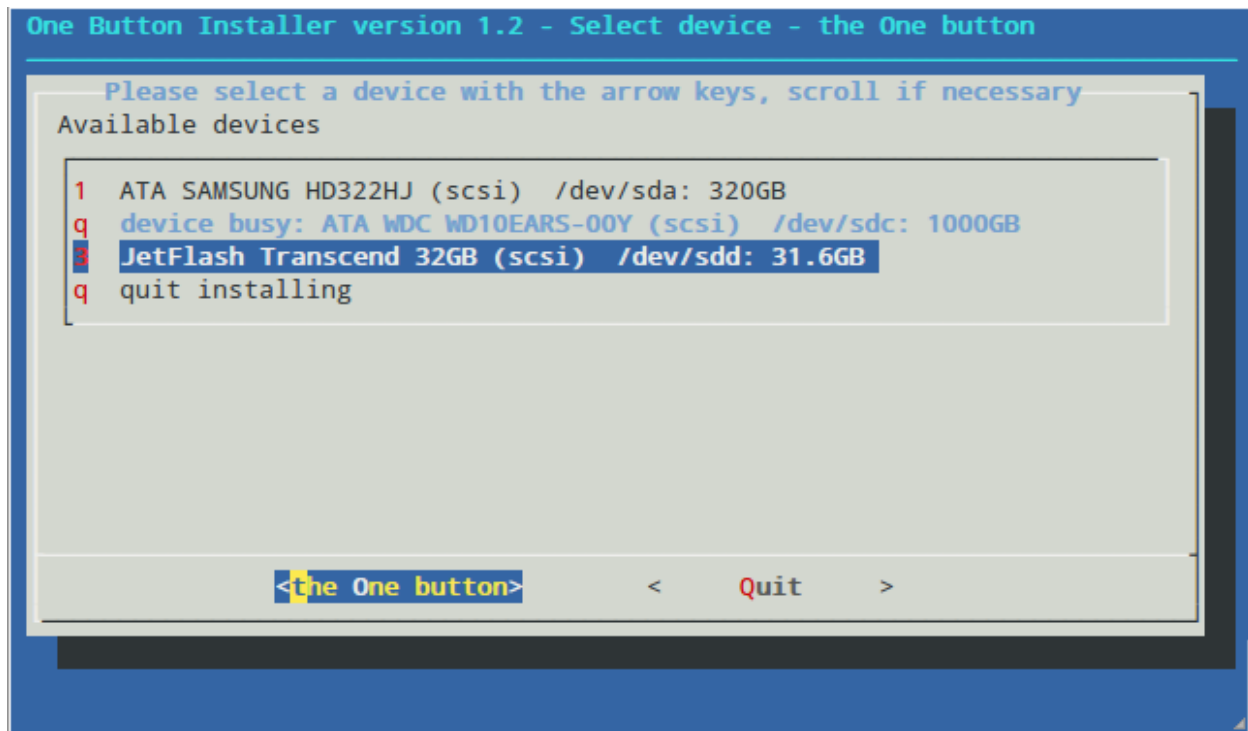 One Button Installer version 1.2 - Select device - the One button
Please select a device with the arrow keys, scroll if necessary
Available devices
1 ATA SAMSUNG HD322HJ (scsi) /dev/sda: 320GB
q device busy: ATA WDC WD10EARS-00Y (scsi) /dev/sdc: 1000GB
3 JetFlash Transcend 32GB (scsi) /dev/sdd: 31.6GB
q quit installing
<the One button> < Quit >